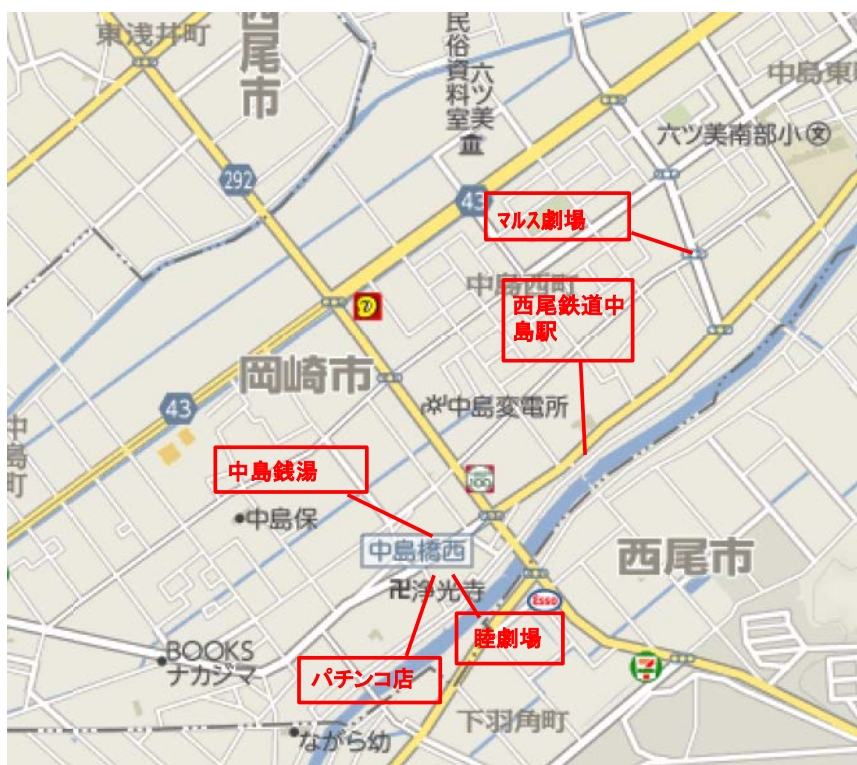 東浅井町
西尾市
民俗資料室
六ツ美
中島東
六ツ美南部小
文
292
43
マルス劇場
中島西町
西尾鉄道中
島駅
岡崎市
43
中島変電所
中島町
中島銭湯
100
中島保
中島橋西
西尾市
卍浄光寺
Esso
睦劇場
BOOKS
ナカジマ
パチンコ店
7
下羽角町
ながら幼